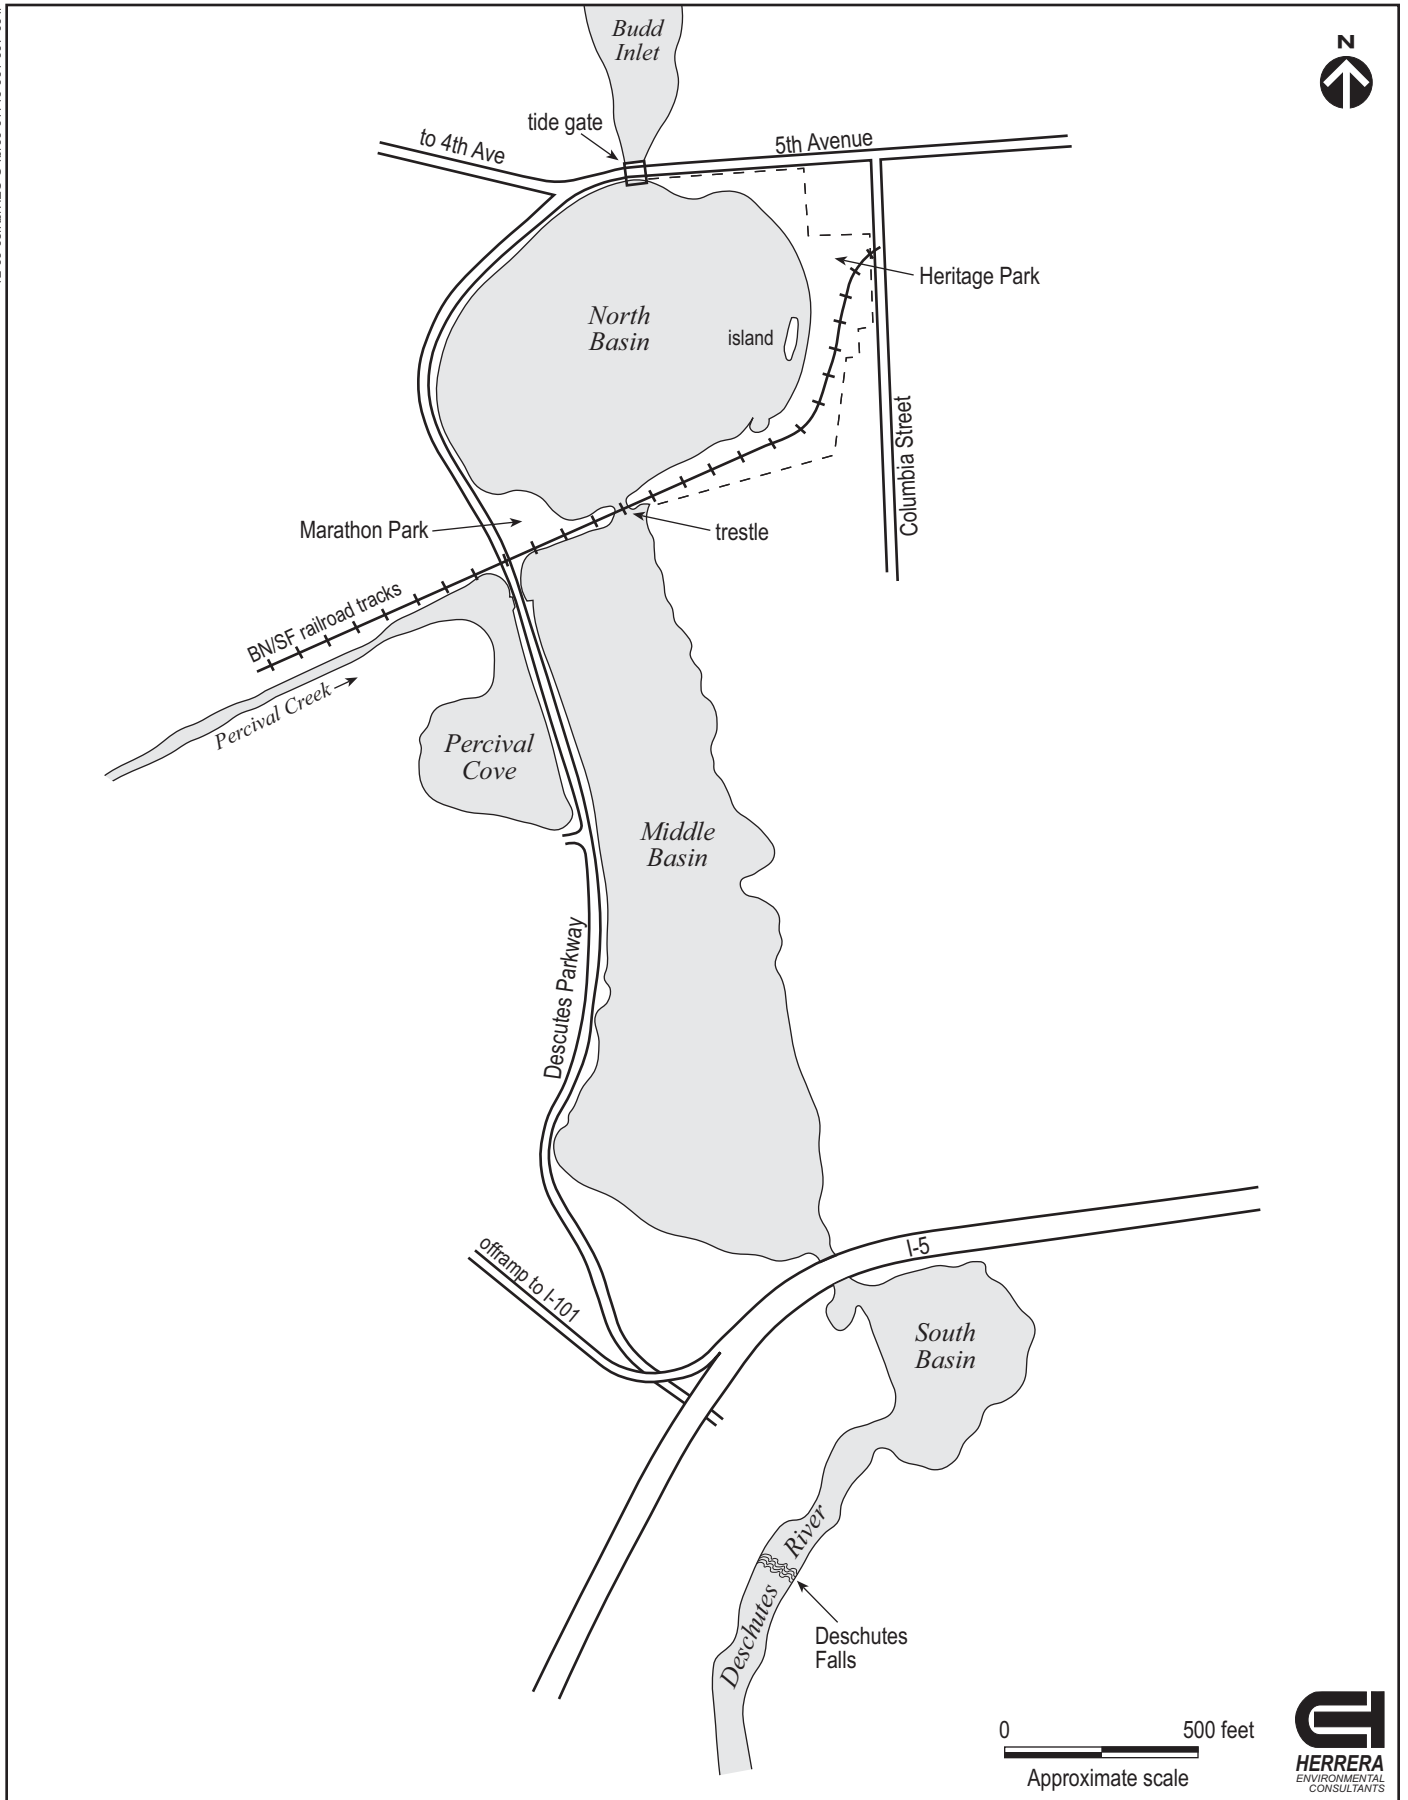 Budd
Inlet
N
tide gate
to 4th Ave
5th Avenue
Heritage Park
North
Basin
island
Columbia Street
Marathon Park
trestle
BN/SF railroad tracks
Percival Creek
Percival
Cove
Middle
Basin
Descutes Parkway
I-5
offramp to I-101
South
Basin
Deschutes River
Deschutes
Falls
0 500 feet
Approximate scale
HERRERA
ENVIRONMENTAL
CONSULTANTS